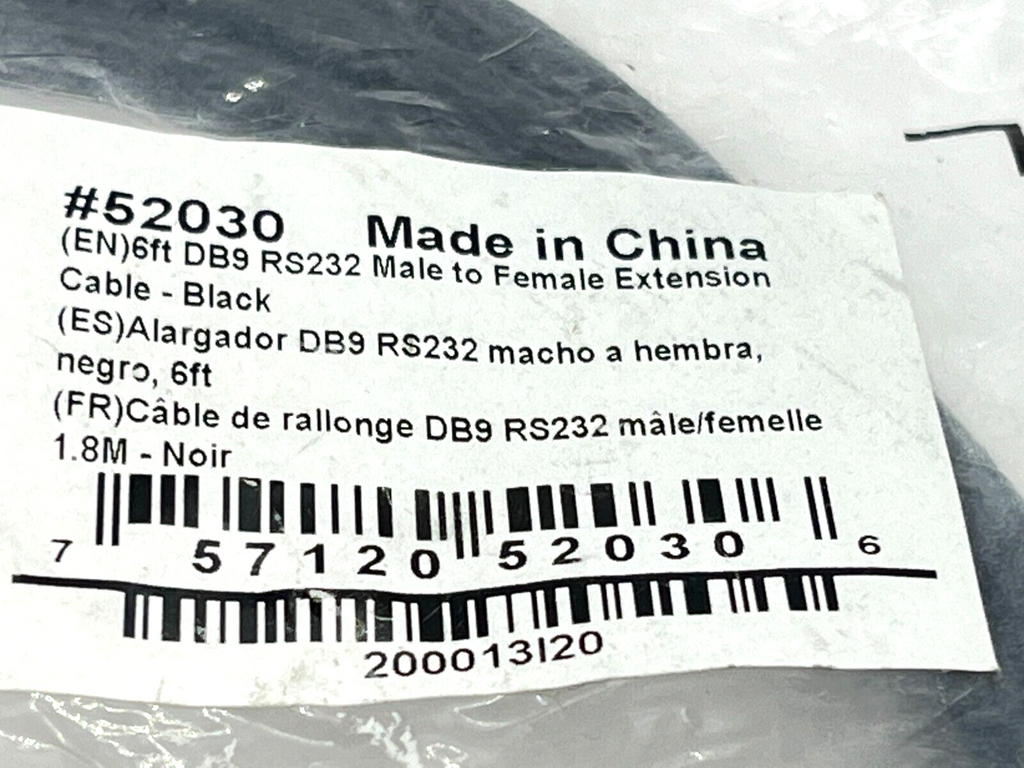 #52030 Made in China
(EN)6ft DB9 RS232 Male to Female Extension
Cable - Black
(ES)Alargador DB9 RS232 macho a hembra,
negro, 6ft
(FR)Câble de rallonge DB9 RS232 mâle/femelle
1.8M - Noir
7 57120 52030 6
200013I20